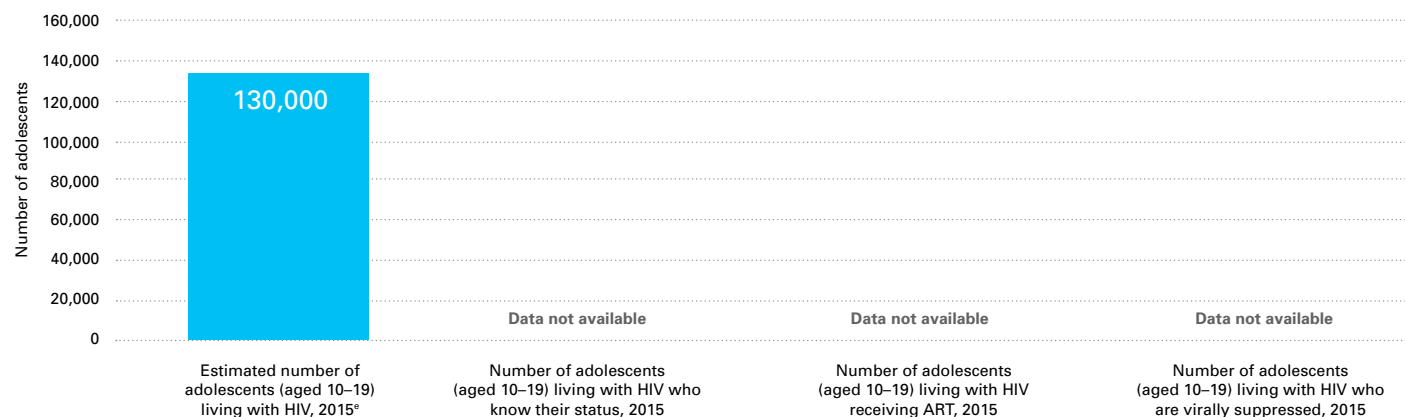 160,000
140,000
120,000
100,000
80,000
60,000
40,000
20,000
0
Number of adolescents
130,000
Data not available
Data not available
Data not available
Estimated number of
adolescents (aged 10–19)
living with HIV, 2015ᵉ
Number of adolescents
(aged 10–19) living with HIV who
know their status, 2015
Number of adolescents
(aged 10–19) living with HIV
receiving ART, 2015
Number of adolescents
(aged 10–19) living with HIV who
are virally suppressed, 2015